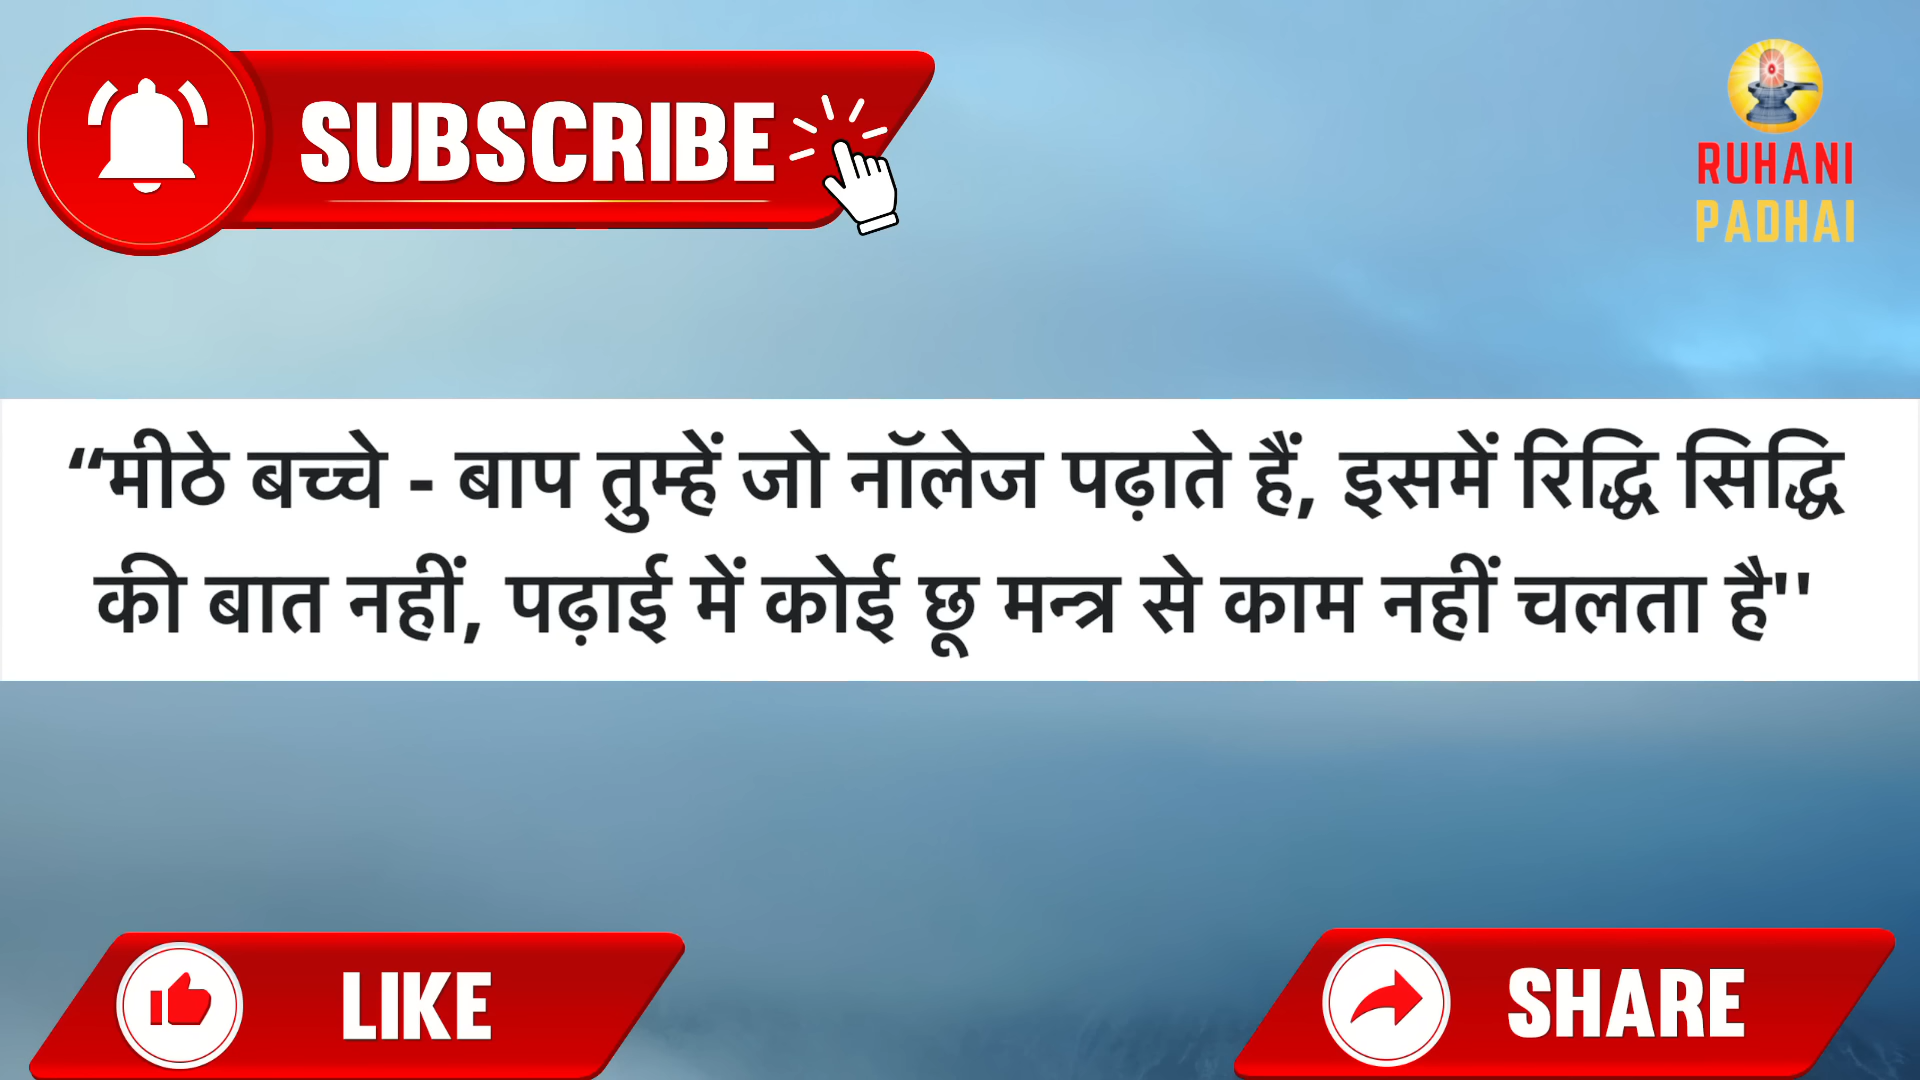 SUBSCRIBE
RUHANI
PADHAI
“मीठे बच्चे - बाप तुम्हें जो नॉलेज पढ़ाते हैं, इसमें रिद्धि सिद्धि
की बात नहीं, पढ़ाई में कोई छू मन्त्र से काम नहीं चलता है''
LIKE
SHARE